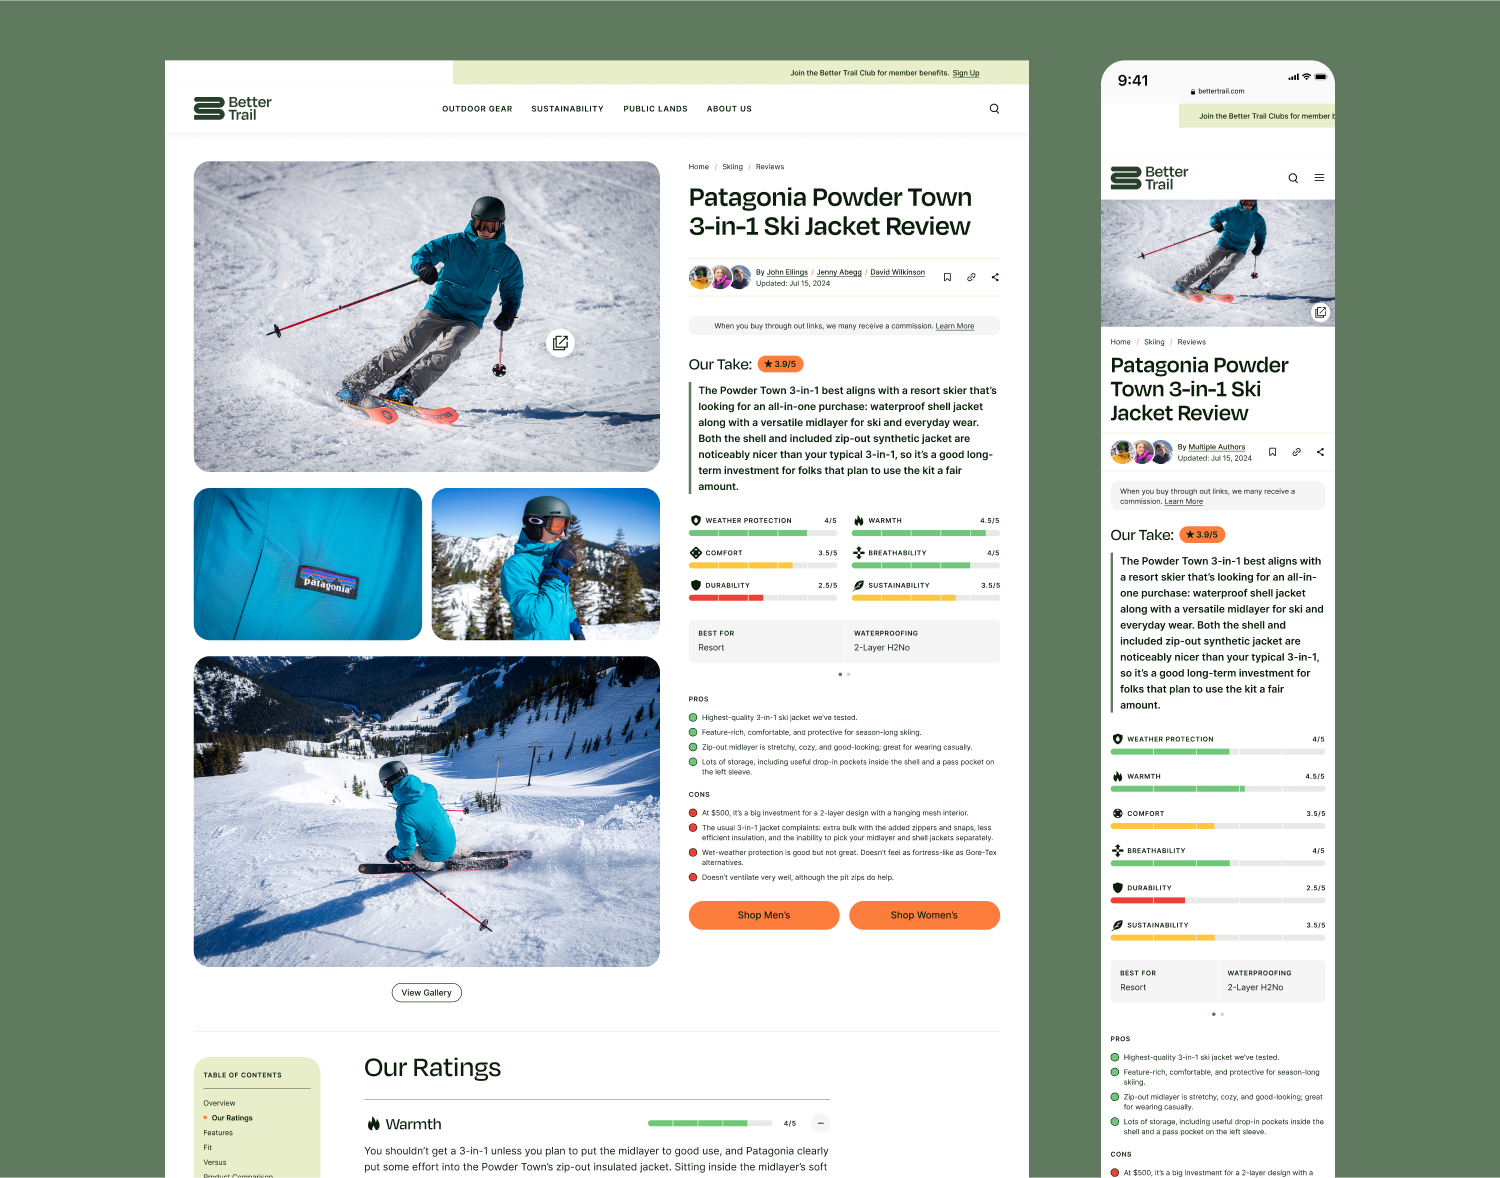 Join the Better Trail Club for member benefits. Sign Up
Better
Trail
OUTDOOR GEAR SUSTAINABILITY PUBLIC LANDS ABOUT US
patagonia
View Gallery
Home / Skiing / Reviews
Patagonia Powder Town
3-in-1 Ski Jacket Review
By John Ellings / Jenny Abegg / David Wilkinson
Updated: Jul 15, 2024
When you buy through out links, we many receive a commission. Learn More
Our Take: ★ 3.9/5
The Powder Town 3-in-1 best aligns with a resort skier that's
looking for an all-in-one purchase: waterproof shell jacket
along with a versatile midlayer for ski and everyday wear.
Both the shell and included zip-out synthetic jacket are
noticeably nicer than your typical 3-in-1, so it's a good long-
term investment for folks that plan to use the kit a fair
amount.
WEATHER PROTECTION 4/5 WARMTH 4.5/5
COMFORT 3.5/5 BREATHABILITY 4/5
DURABILITY 2.5/5 SUSTAINABILITY 3.5/5
BEST FOR WATERPROOFING
Resort 2-Layer H2No
PROS
Highest-quality 3-in-1 ski jacket we've tested.
Feature-rich, comfortable, and protective for season-long skiing.
Zip-out midlayer is stretchy, cozy, and good-looking; great for wearing casually.
Lots of storage, including useful drop-in pockets inside the shell and a pass pocket on
the left sleeve.
CONS
At $500, it's a big investment for a 2-layer design with a hanging mesh interior.
The usual 3-in-1 jacket complaints: extra bulk with the added zippers and snaps, less
efficient insulation, and the inability to pick your midlayer and shell jackets separately.
Wet-weather protection is good but not great. Doesn't feel as fortress-like as Gore-Tex
alternatives.
Doesn't ventilate very well, although the pit zips do help.
Shop Men's Shop Women's
TABLE OF CONTENTS
Overview
Our Ratings
Features
Fit
Versus
Product Comparison
Our Ratings
Warmth 4/5
You shouldn't get a 3-in-1 unless you plan to put the midlayer to good use, and Patagonia clearly
put some effort into the Powder Town's zip-out insulated jacket. Sitting inside the midlayer's soft
9:41
bettertrail.com
Join the Better Trail Clubs for member b
Better
Trail
Home / Skiing / Reviews
Patagonia Powder
Town 3-in-1 Ski
Jacket Review
By Multiple Authors
Updated: Jul 15, 2024
When you buy through out links, we many receive a
commission. Learn More
Our Take: ★ 3.9/5
The Powder Town 3-in-1 best aligns with
a resort skier that's looking for an all-in-
one purchase: waterproof shell jacket
along with a versatile midlayer for ski and
everyday wear. Both the shell and
included zip-out synthetic jacket are
noticeably nicer than your typical 3-in-1,
so it's a good long-term investment for
folks that plan to use the kit a fair
amount.
WEATHER PROTECTION 4/5
WARMTH 4.5/5
COMFORT 3.5/5
BREATHABILITY 4/5
DURABILITY 2.5/5
SUSTAINABILITY 3.5/5
BEST FOR WATERPROOFING
Resort 2-Layer H2No
PROS
Highest-quality 3-in-1 ski jacket we've tested.
Feature-rich, comfortable, and protective for season-long
skiing.
Zip-out midlayer is stretchy, cozy, and good-looking; great
for wearing casually.
Lots of storage, including useful drop-in pockets inside the
shell and a pass pocket on the left sleeve.
CONS
At $500, it's a big investment for a 2-layer design with a